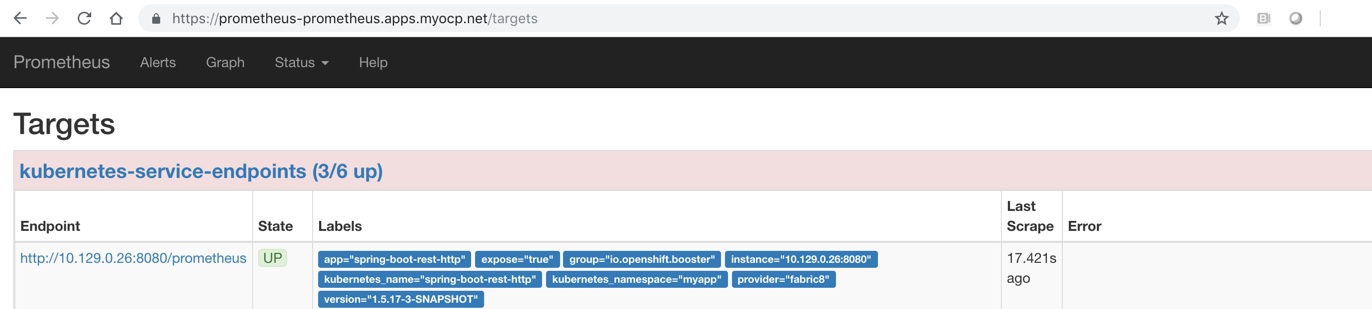 https://prometheus-prometheus.apps.myocp.net/targets
Prometheus Alerts Graph Status Help
Targets
kubernetes-service-endpoints (3/6 up)
Endpoint State Labels Last Scrape Error
http://10.129.0.26:8080/prometheus UP app="spring-boot-rest-http" expose="true" group="io.openshift.booster" instance="10.129.0.26:8080" 17.421s ago
kubernetes_name="spring-boot-rest-http" kubernetes_namespace="myapp" provider="fabric8"
version="1.5.17-3-SNAPSHOT"